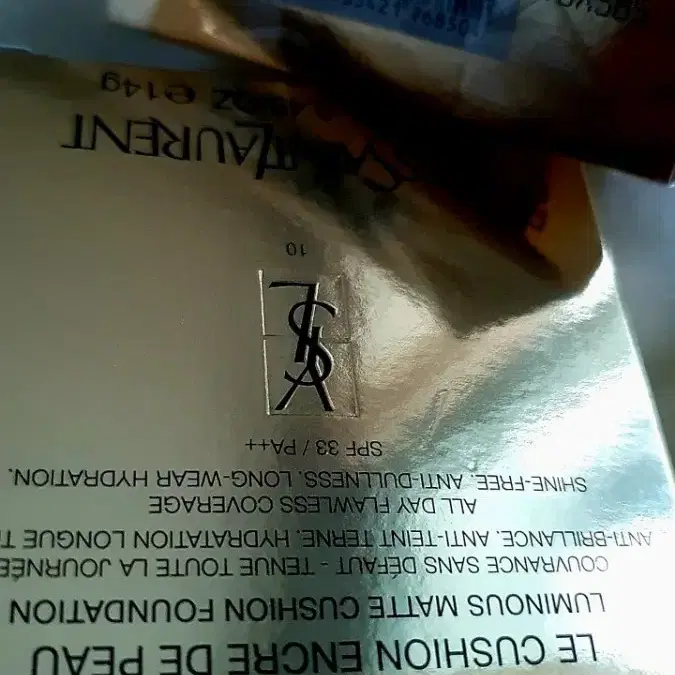 LE CUSHION ENCRE DE PEAU
LUMINOUS MATTE CUSHION FOUNDATION
COUVRANCE SANS DÉFAUT - TENUE TOUTE LA JOURNÉE
ANTI-BRILLANCE. ANTI-TEINT TERNE. HYDRATATION LONGUE
ALL DAY FLAWLESS COVERAGE
SHINE-FREE. ANTI-DULLNESS. LONG-WEAR HYDRATION.
SPF 33 / PA++
YSL
10
LAURENT
OZ ℮ 14g